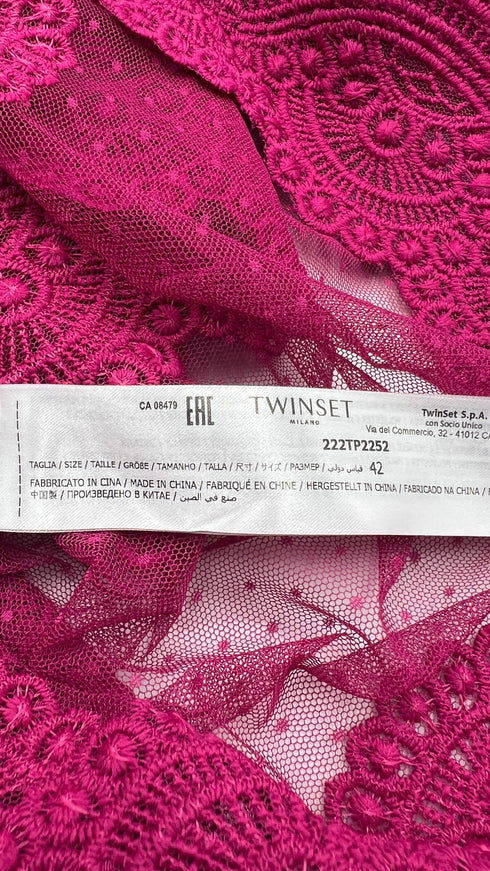 CA 08479 EAC TWINSET
MILANO
TwinSet S.p.A.
con Socio Unico
Via del Commercio, 32 - 41012
222TP2252
TAGLIA / SIZE / TAILLE / GRÖßE / TAMANHO / TALLA / 尺寸 / サイズ / РАЗМЕР / قياس دولي 42
FABBRICATO IN CINA / MADE IN CHINA / FABRIQUÉ EN CHINE / HERGESTELLT IN CHINA / FABRICADO NA CHINA /
中国製 / ПРОИЗВЕДЕНО В КИТАЕ / صنع في الصين